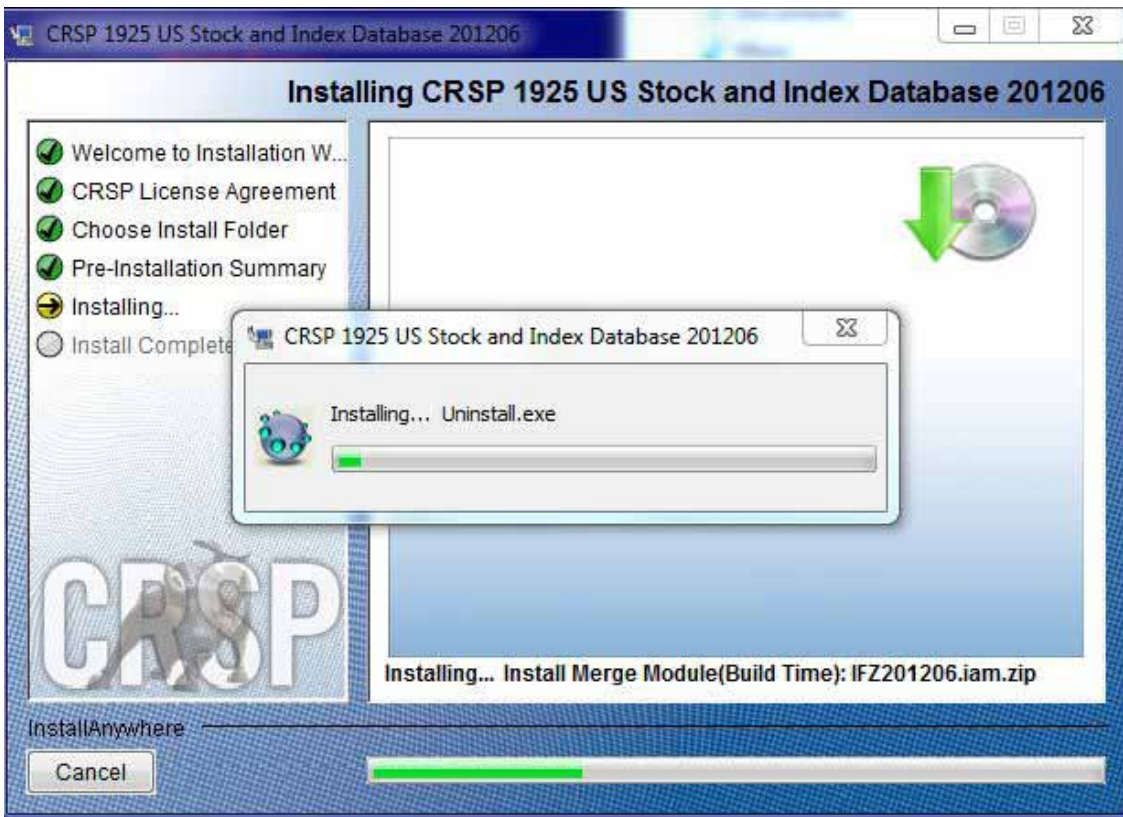 CRSP 1925 US Stock and Index Database 201206
Installing CRSP 1925 US Stock and Index Database 201206
Welcome to Installation W...
CRSP License Agreement
Choose Install Folder
Pre-Installation Summary
Installing...
Install Complete
CRSP 1925 US Stock and Index Database 201206
Installing... Uninstall.exe
CRSP
Installing... Install Merge Module(Build Time): IFZ201206.iam.zip
InstallAnywhere
Cancel